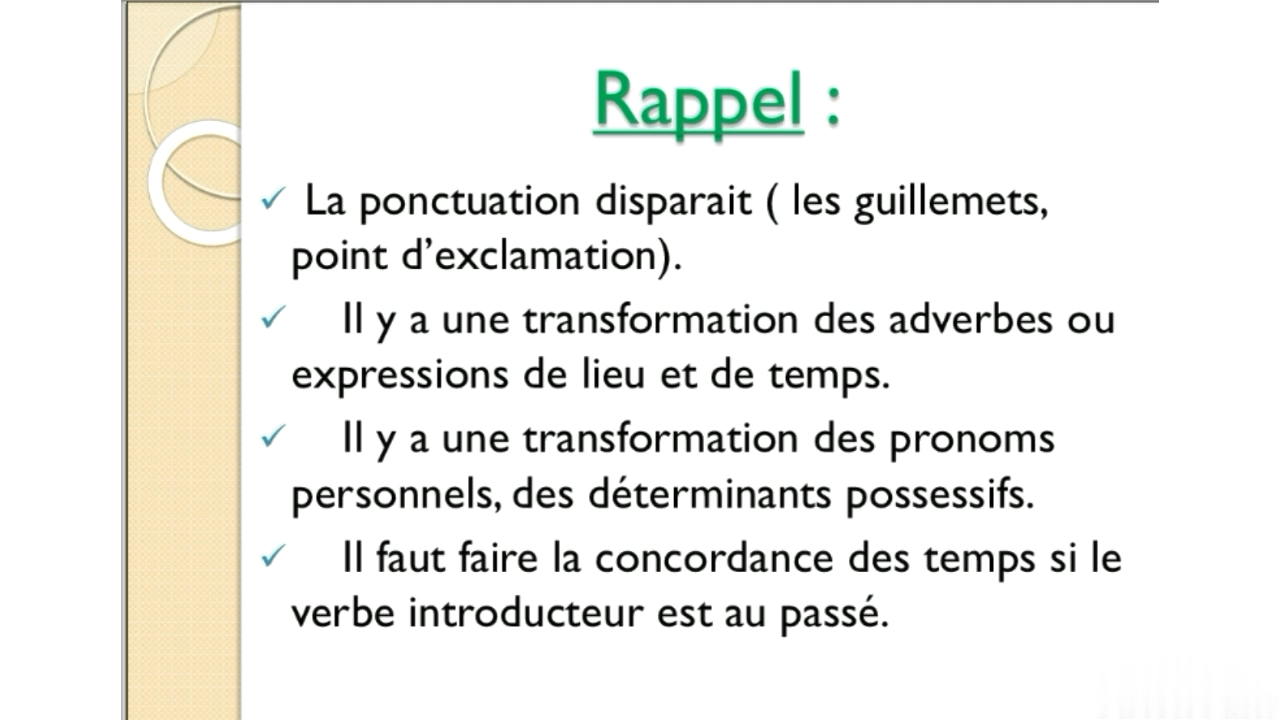 Rappel :
✓ La ponctuation disparait ( les guillemets,
point d’exclamation).
✓ Il y a une transformation des adverbes ou
expressions de lieu et de temps.
✓ Il y a une transformation des pronoms
personnels, des déterminants possessifs.
✓ Il faut faire la concordance des temps si le
verbe introducteur est au passé.